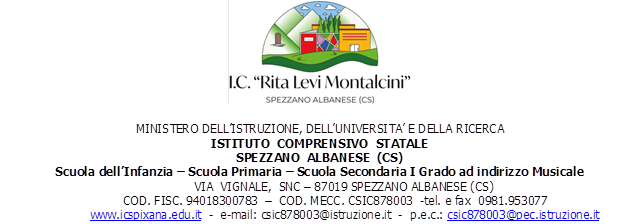 I.C. “Rita Levi Montalcini”
SPEZZANO ALBANESE (CS)
MINISTERO DELL’ISTRUZIONE, DELL’UNIVERSITA’ E DELLA RICERCA
ISTITUTO COMPRENSIVO STATALE
SPEZZANO ALBANESE (CS)
Scuola dell’Infanzia – Scuola Primaria – Scuola Secondaria I Grado ad indirizzo Musicale
VIA VIGNALE, SNC – 87019 SPEZZANO ALBANESE (CS)
COD. FISC. 94018300783 – COD. MECC. CSIC878003 -tel. e fax 0981.953077
www.icspixana.edu.it - e-mail: csic878003@istruzione.it - p.e.c.: csic878003@pec.istruzione.it